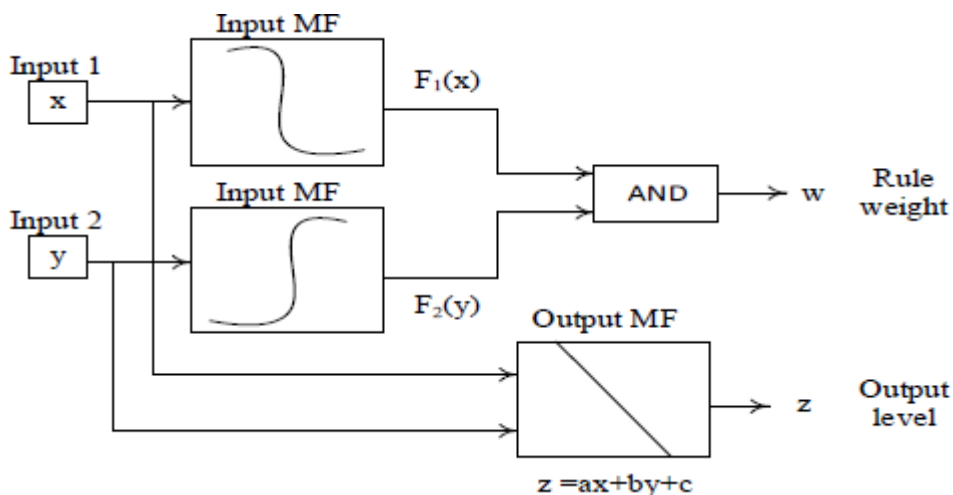 Input MF
Input 1
x
F₁(x)
Input MF
AND
w
Rule
weight
Input 2
y
F₂(y)
Output MF
z
Output
level
z =ax+by+c